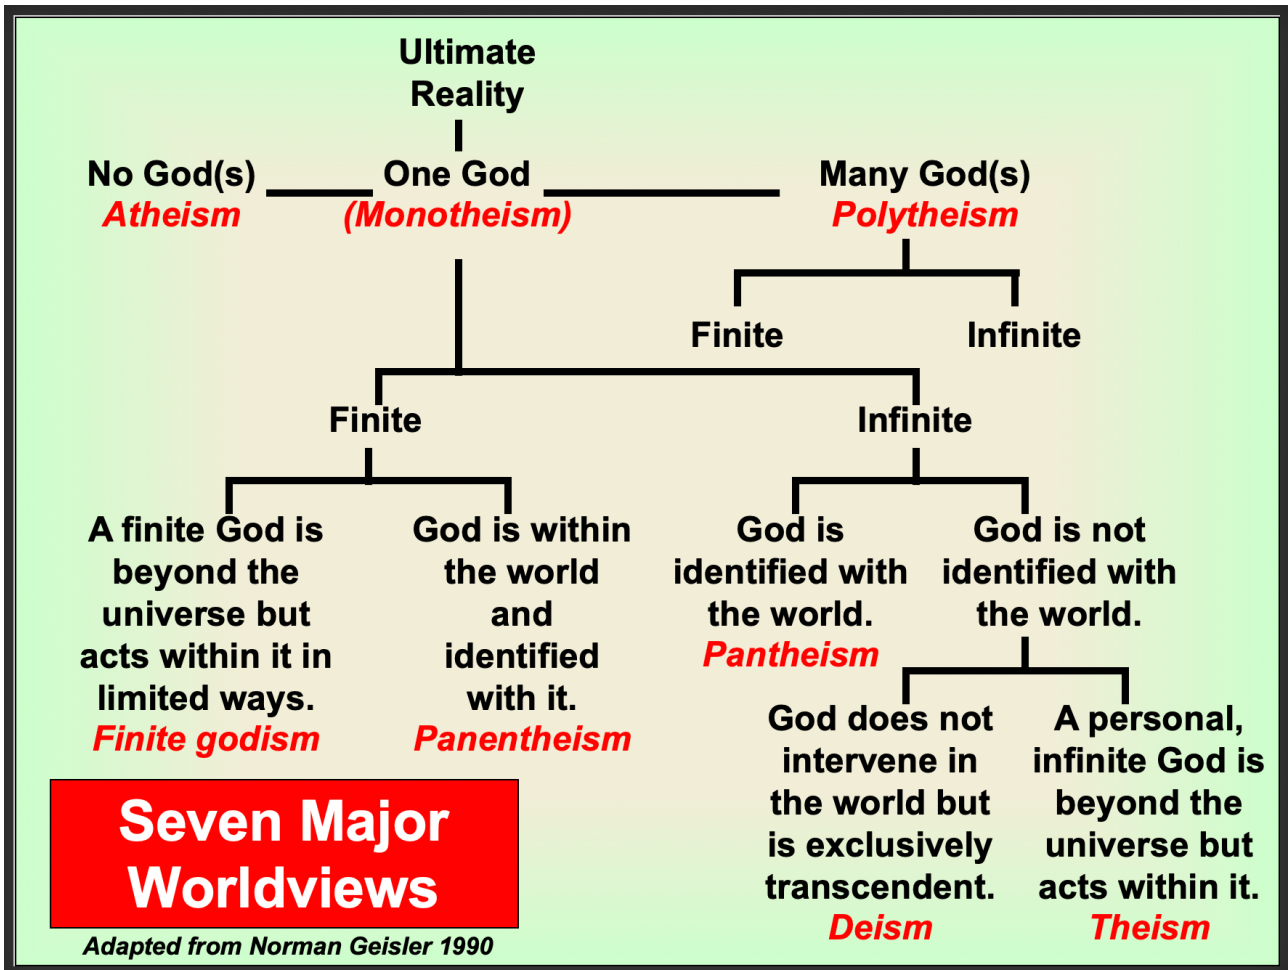 Ultimate
Reality
No God(s)
Atheism
One God
(Monotheism)
Many God(s)
Polytheism
Finite
Infinite
Finite
Infinite
A finite God is
beyond the
universe but
acts within it in
limited ways.
Finite godism
God is within
the world
and
identified
with it.
Panentheism
God is
identified with
the world.
Pantheism
God is not
identified with
the world.
God does not
intervene in
the world but
is exclusively
transcendent.
Deism
A personal,
infinite God is
beyond the
universe but
acts within it.
Theism
Seven Major
Worldviews
Adapted from Norman Geisler 1990